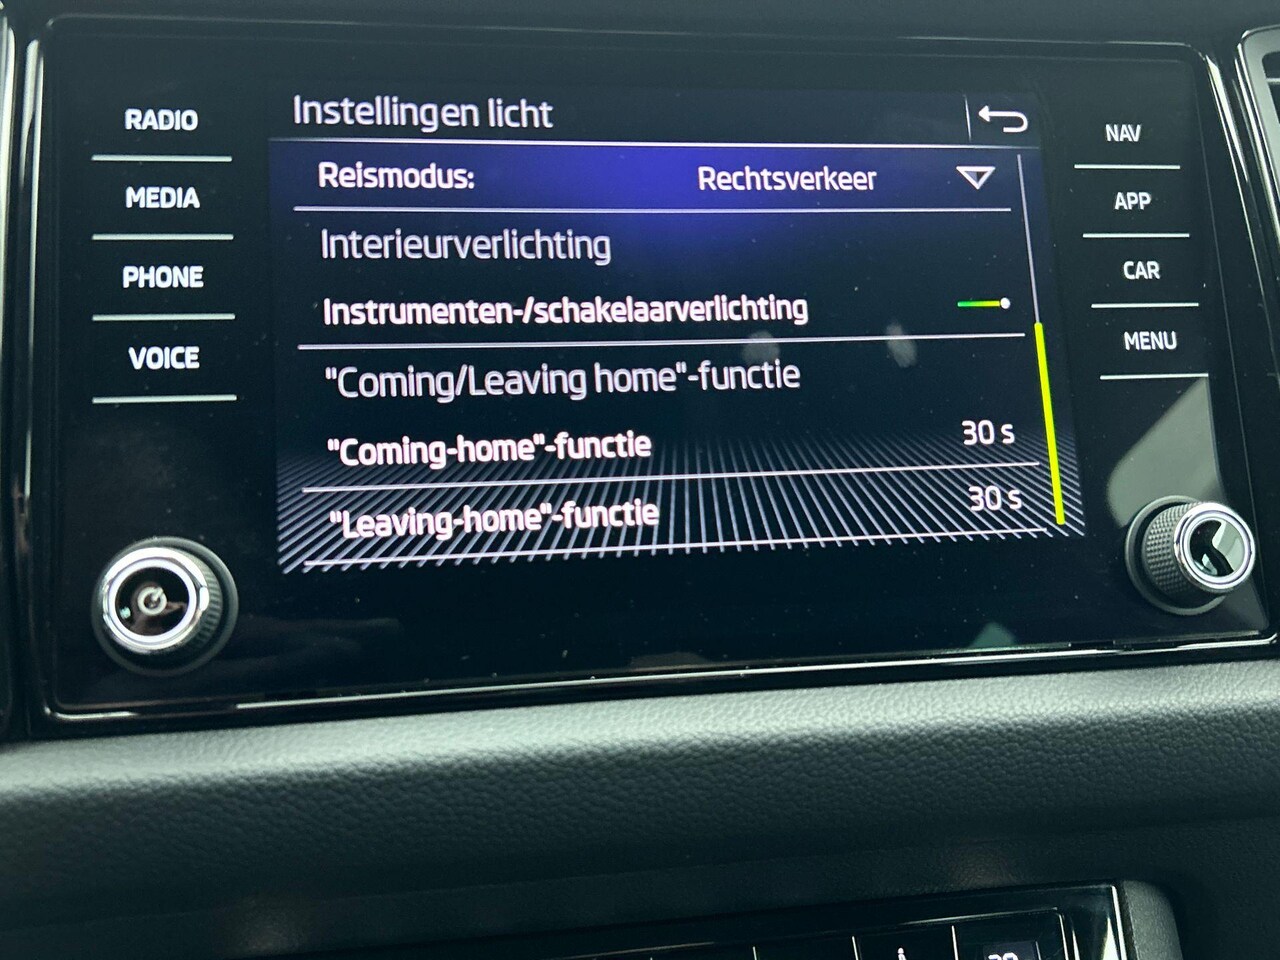 RADIO
MEDIA
PHONE
VOICE
Instellingen licht
Reismodus: Rechtsverkeer
Interieurverlichting
Instrumenten-/schakelaarverlichting
"Coming/Leaving home"-functie
"Coming-home"-functie 30 s
"Leaving-home"-functie 30 s
NAV
APP
CAR
MENU